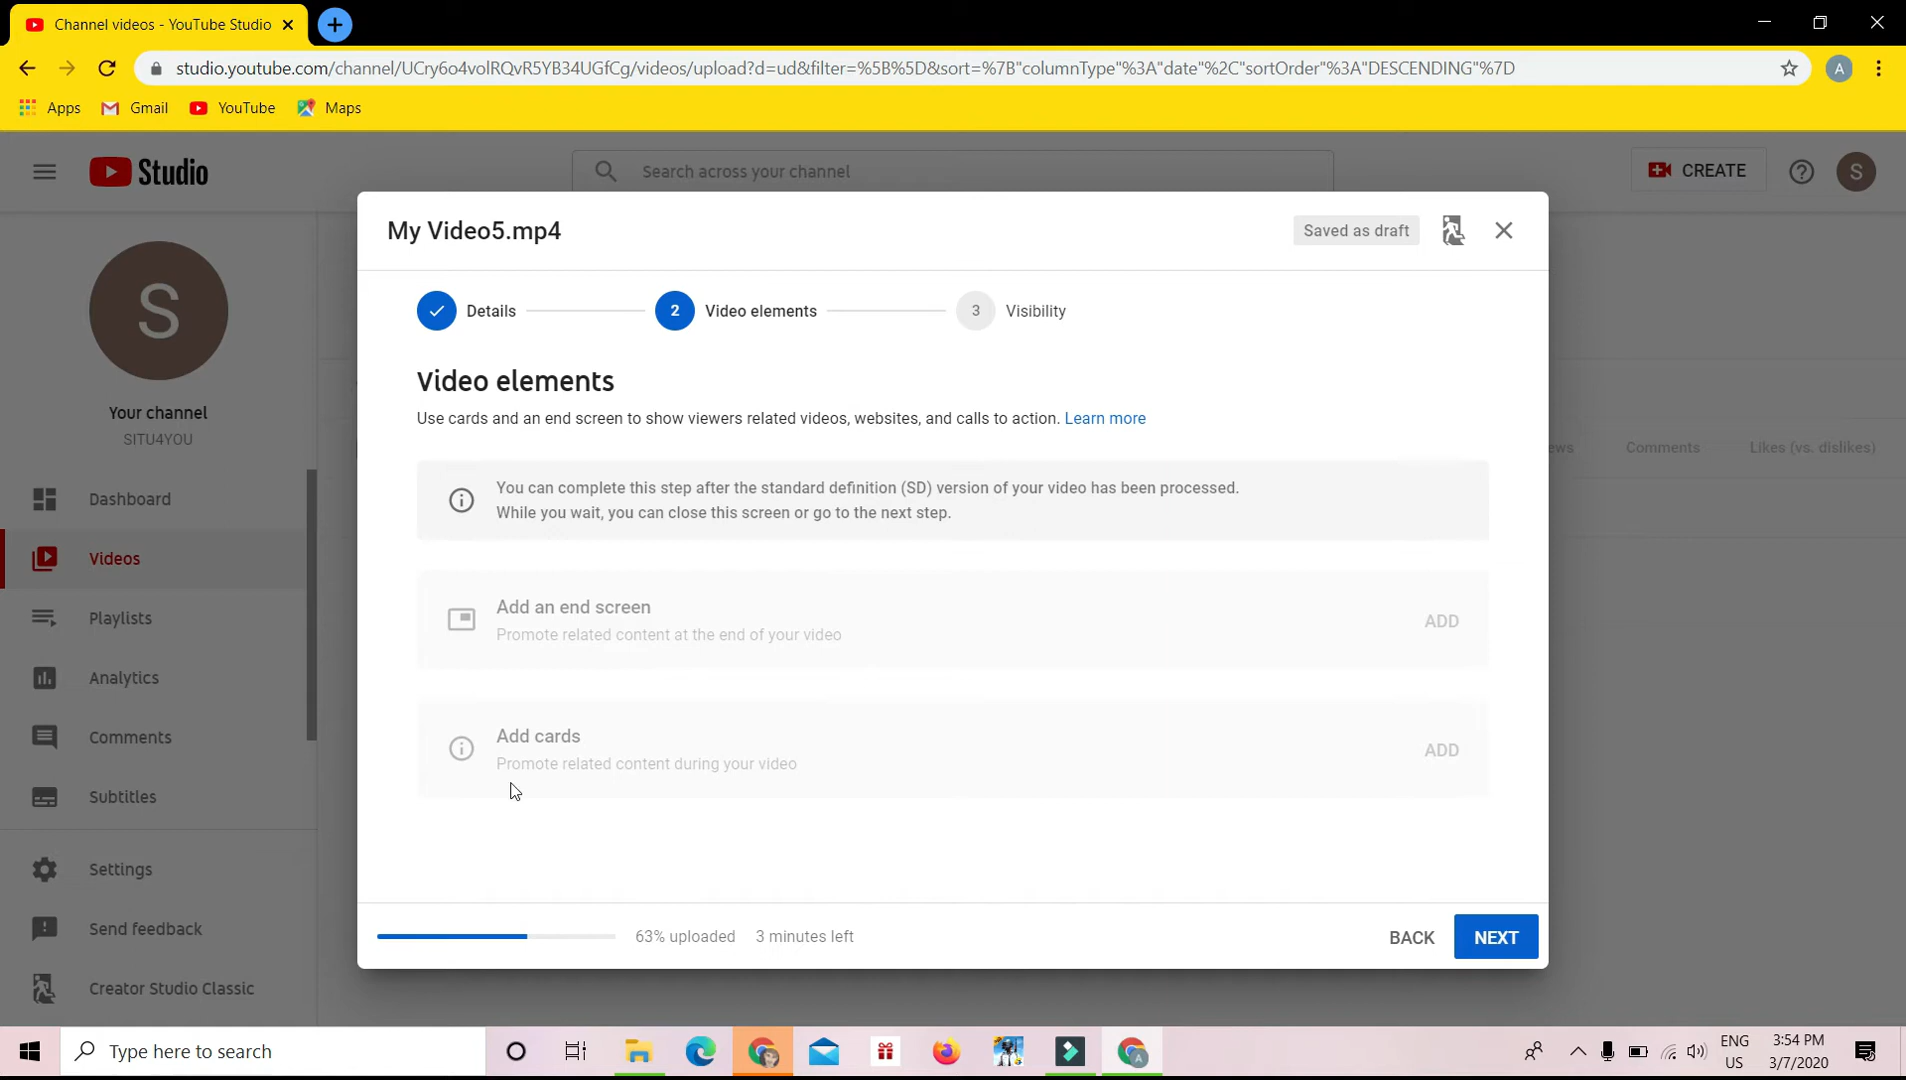 Channel videos - YouTube Studio
studio.youtube.com/channel/UCry6o4volRQvR5YB34UGfCg/videos/upload?d=ud&filter=%5B%5D&sort=%7B"columnType"%3A"date"%2C"sortOrder"%3A"DESCENDING"%7D
A
Apps
Gmail
YouTube
Maps
Studio
Search across your channel
CREATE
S
My Video5.mp4
Saved as draft
S
Details
2
Video elements
3
Visibility
Video elements
Use cards and an end screen to show viewers related videos, websites, and calls to action. Learn more
Your channel
SITU4YOU
Comments
Likes (vs. dislikes)
You can complete this step after the standard definition (SD) version of your video has been processed.
While you wait, you can close this screen or go to the next step.
Dashboard
Videos
Playlists
Analytics
Comments
Subtitles
Settings
Send feedback
Creator Studio Classic
Add an end screen
Promote related content at the end of your video
ADD
Add cards
Promote related content during your video
ADD
63% uploaded
3 minutes left
BACK
NEXT
Type here to search
A
ENG
US
3:54 PM
3/7/2020